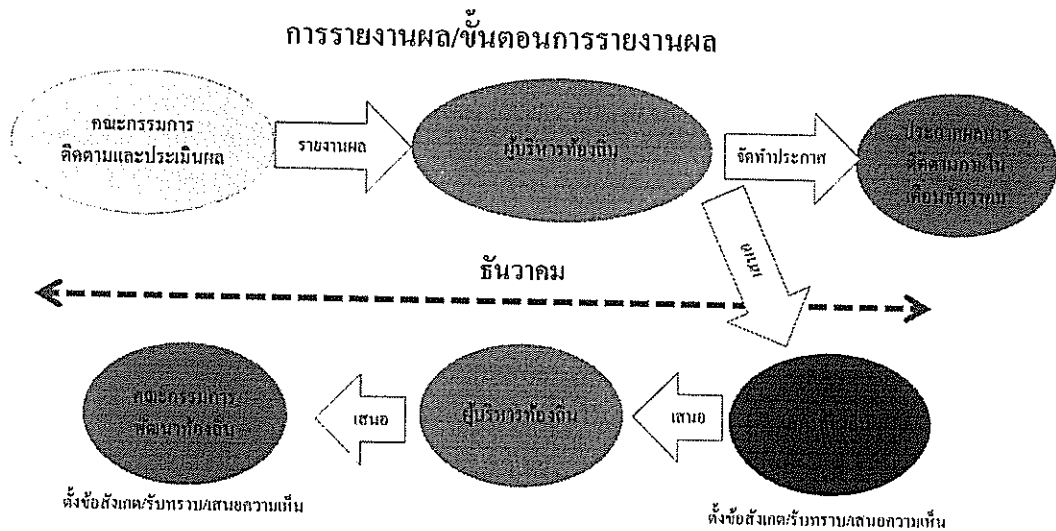 การรายงานผล/ขั้นตอนการรายงานผล
คณะกรรมการ
ติดตามและประเมินผล
รายงานผล
ผู้บริหารท้องถิ่น
จัดทำประกาศ
ประกาศผลการ
ติดตามภายใน
เดือนธันวาคม
เสนอ
ธันวาคม
คณะกรรมการ
พัฒนาท้องถิ่น
เสนอ
ผู้บริหารท้องถิ่น
เสนอ
ตั้งข้อสังเกต/รับทราบ/เสนอความเห็น
ตั้งข้อสังเกต/รับทราบ/เสนอความเห็น